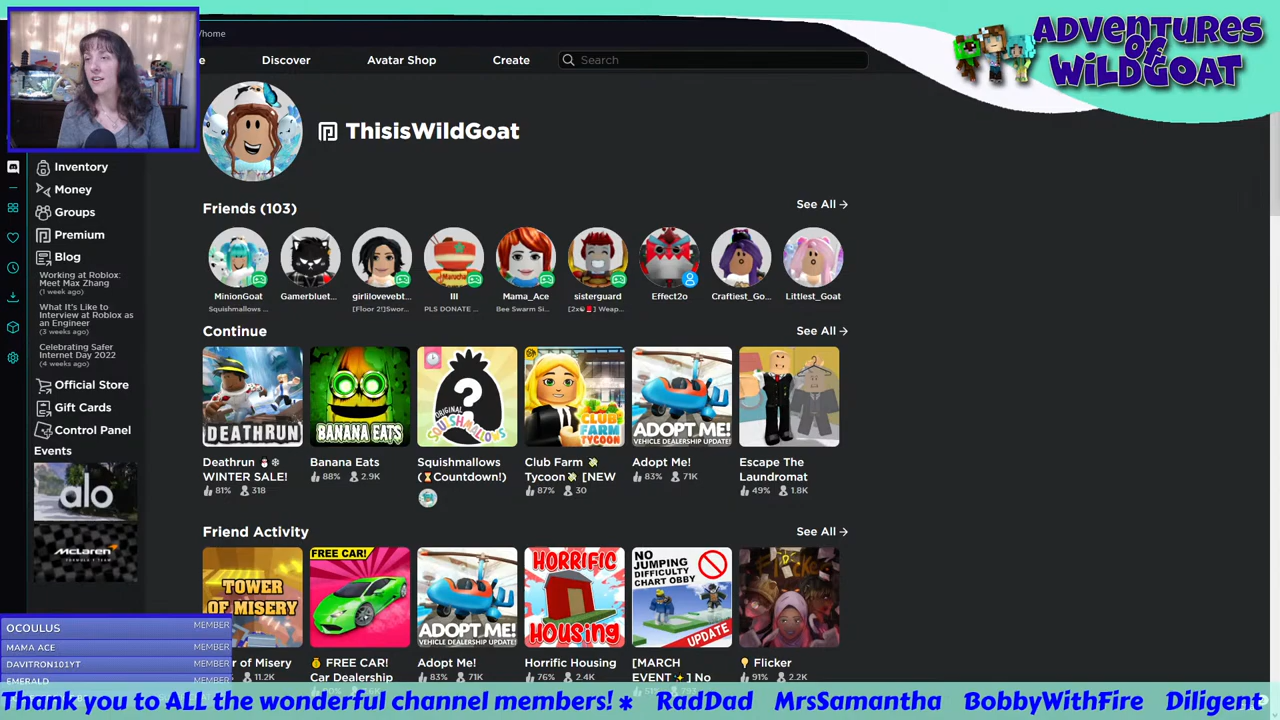 /home
Adventures
of
WildGoat
e
Discover
Avatar Shop
Create
Search
ThisisWildGoat
Inventory
Money
Groups
Premium
Blog
Working at Roblox:
Meet Max Zhang
(1 week ago)
What It's Like to
Interview at Roblox as
an Engineer
(3 weeks ago)
Celebrating Safer
Internet Day 2022
(4 weeks ago)
Official Store
Gift Cards
Control Panel
Events
alo
McLaren
FORMULA 1 TEAM
Friends (103)
See All →
MinionGoat
Gamerbluet...
girlilovevebt...
III
Mama_Ace
sisterguard
Effect2o
Craftiest_Go...
Littlest_Goat
Squishmallows ...
[Floor 2!]Swor...
PLS DONATE ...
Bee Swarm Si...
Continue
See All →
DEATHRUN
BANANA EATS
ORIGINAL
SQUISHMALLOWS
?
CLUB
FARM
TYCOON
ADOPT ME!
VEHICLE DEALERSHIP UPDATE!
Deathrun
WINTER SALE!
81% 318
Banana Eats
88% 2.9K
Squishmallows
(⌛Countdown!)
Club Farm
Tycoon [NEW
87% 30
Adopt Me!
83% 71K
Escape The
Laundromat
49% 1.8K
Friend Activity
See All →
TOWER
OF MISERY
FREE CAR!
ADOPT ME!
VEHICLE DEALERSHIP UPDATE!
HORRIFIC
HOUSING
NO
JUMPING
DIFFICULTY
CHART OBBY
UPDATE
r of Misery
11.2K
FREE CAR!
Car Dealership
Adopt Me!
83% 71K
Horrific Housing
76% 2.4K
[MARCH
EVENT ✨] No
Flicker
91% 2.2K
OCOULUS MEMBER
MAMA ACE MEMBER
DAVITRON101YT MEMBER
EMERALD MEMBER
Thank you to ALL the wonderful channel members! * RadDad MrsSamantha BobbyWithFire Diligent